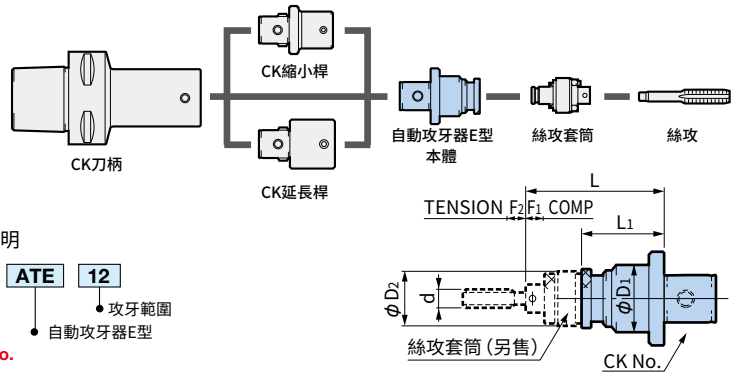 CK刀柄
CK縮小桿
CK延長桿
自動攻牙器E型
本體
絲攻套筒
絲攻
明
ATE 12
攻牙範圍
自動攻牙器E型
o.
L
TENSION F2 F1 COMP
L1
φD2
d
φD1
絲攻套筒(另售)
CK No.